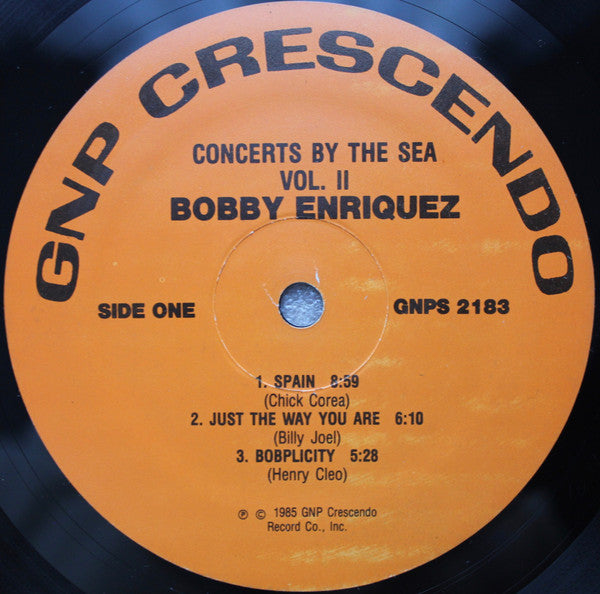 GNP CRESCENDO
CONCERTS BY THE SEA
VOL. II
BOBBY ENRIQUEZ
SIDE ONE
GNPS 2183
1. SPAIN 8:59
(Chick Corea)
2. JUST THE WAY YOU ARE 6:10
(Billy Joel)
3. BOBPLICITY 5:28
(Henry Cleo)
℗ © 1985 GNP Crescendo
Record Co., Inc.